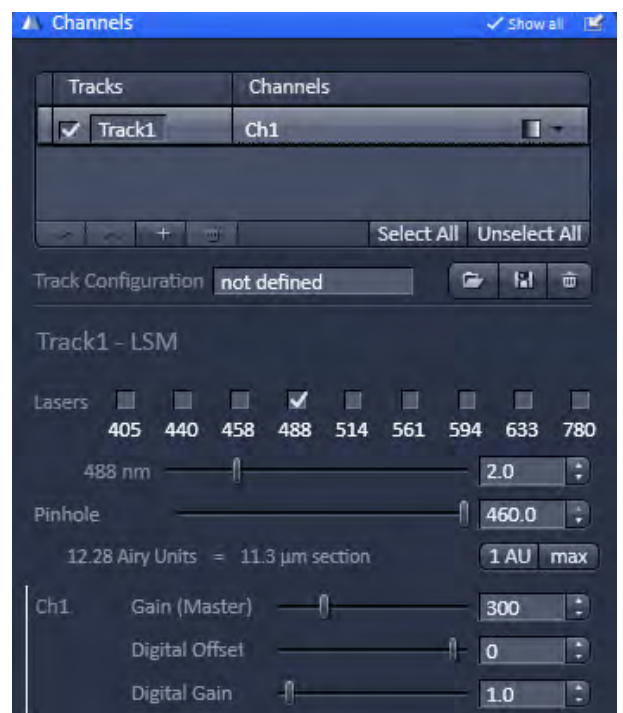 Channels Show all
Tracks Channels
Track1 Ch1
+ Select All Unselect All
Track Configuration not defined
Track1 - LSM
Lasers
405 440 458 488 514 561 594 633 780
488 nm 2.0
Pinhole 460.0
12.28 Airy Units = 11.3 µm section 1 AU max
Ch1 Gain (Master) 300
Digital Offset 0
Digital Gain 1.0